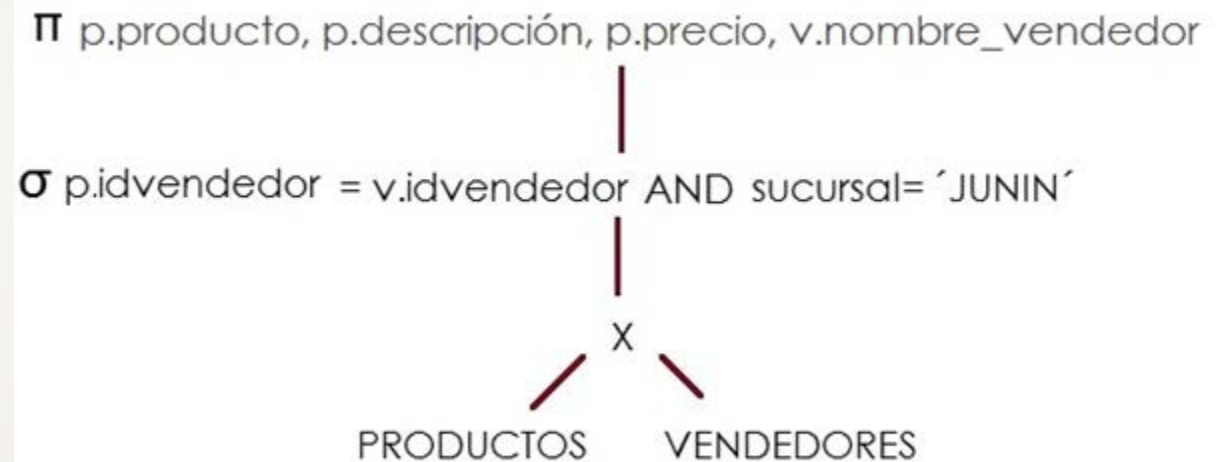 π p.producto, p.descripción, p.precio, v.nombre_vendedor
σ p.idvendedor = v.idvendedor AND sucursal= ´JUNIN´
X
PRODUCTOS VENDEDORES